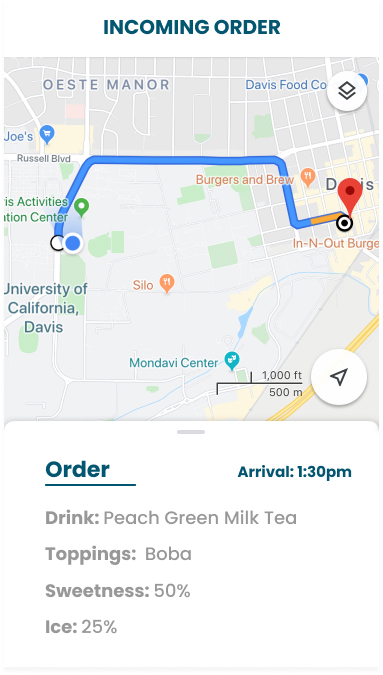 INCOMING ORDER
OESTE MANOR
Davis Food Co
Joe's
Russell Blvd
Burgers and Brew
Davis
is Activities
ation Center
In-N-Out Burge
Silo
University of
California,
Davis
Mondavi Center
1,000 ft
500 m
Order
Arrival: 1:30pm
Drink: Peach Green Milk Tea
Toppings: Boba
Sweetness: 50%
Ice: 25%